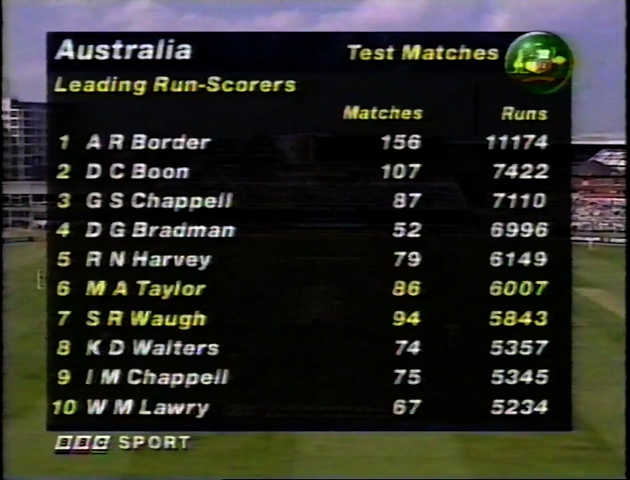 Australia Test Matches
Leading Run-Scorers
Matches Runs
1 A R Border 156 11174
2 D C Boon 107 7422
3 G S Chappell 87 7110
4 D G Bradman 52 6996
5 R N Harvey 79 6149
6 M A Taylor 86 6007
7 S R Waugh 94 5843
8 K D Walters 74 5357
9 I M Chappell 75 5345
10 W M Lawry 67 5234
BBC SPORT